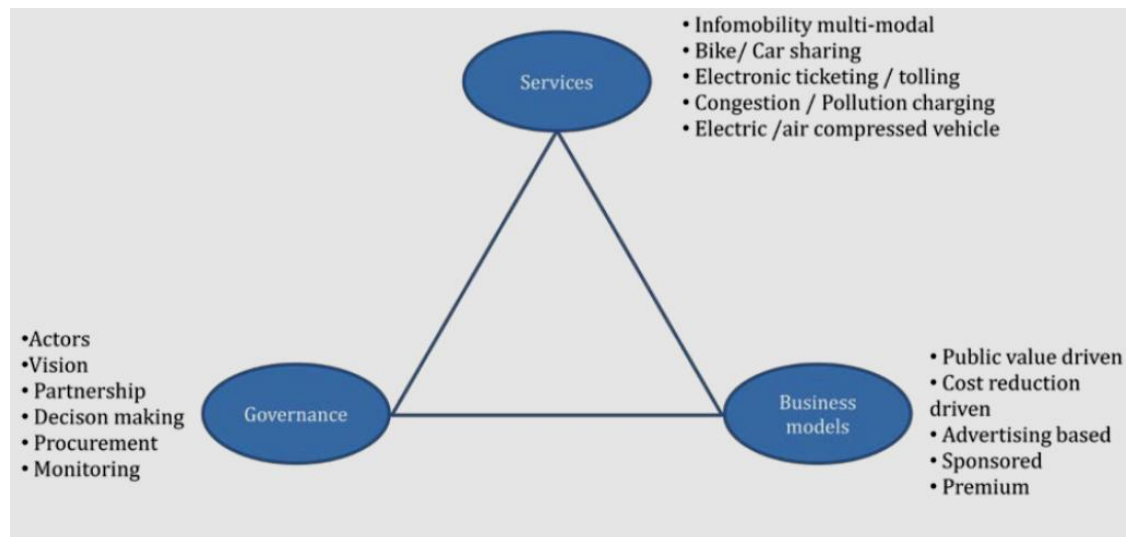 Services
• Infomobility multi-modal
• Bike/ Car sharing
• Electronic ticketing / tolling
• Congestion / Pollution charging
• Electric /air compressed vehicle
•Actors
•Vision
• Partnership
• Decison making
• Procurement
• Monitoring
Governance
Business
models
• Public value driven
• Cost reduction
driven
• Advertising based
• Sponsored
• Premium